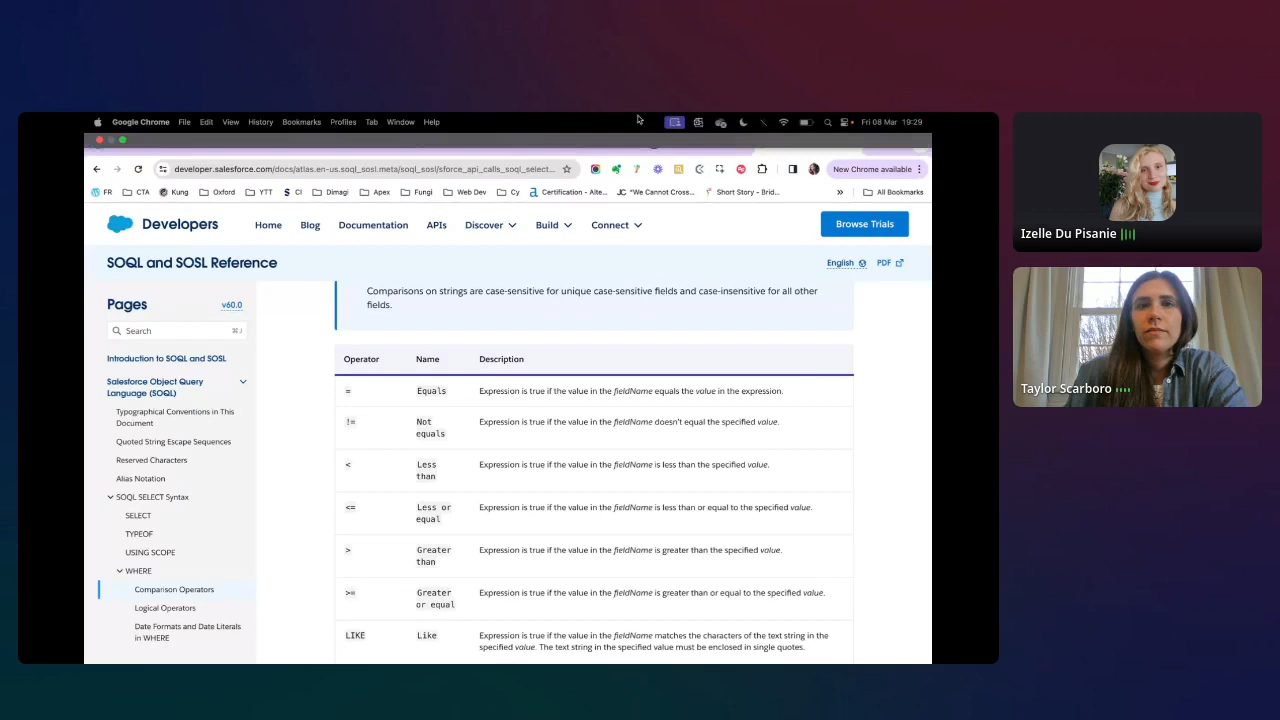 Google Chrome File Edit View History Bookmarks Profiles Tab Window Help Fri 08 Mar 19:29
developer.salesforce.com/docs/atlas.en-us.soql_sosl.meta/soql_sosl/sforce_api_calls_soql_select... New Chrome available
FR CTA Kung Oxford YTT CI Dimagi Apex Fungi Web Dev Cy Certification - Alte... JC "We Cannot Cross... Short Story - Brid... » All Bookmarks
Developers Home Blog Documentation APIs Discover Build Connect Browse Trials
SOQL and SOSL Reference English PDF
Pages v60.0
Search ⌘J
Introduction to SOQL and SOSL
Salesforce Object Query
Language (SOQL)
Typographical Conventions in This
Document
Quoted String Escape Sequences
Reserved Characters
Alias Notation
SOQL SELECT Syntax
SELECT
TYPEOF
USING SCOPE
WHERE
Comparison Operators
Logical Operators
Date Formats and Date Literals
in WHERE
Comparisons on strings are case-sensitive for unique case-sensitive fields and case-insensitive for all other
fields.
Operator Name Description
= Equals Expression is true if the value in the fieldName equals the value in the expression.
!= Not Expression is true if the value in the fieldName doesn't equal the specified value.
equals
< Less Expression is true if the value in the fieldName is less than the specified value.
than
<= Less or Expression is true if the value in the fieldName is less than or equal to the specified value.
equal
> Greater Expression is true if the value in the fieldName is greater than the specified value.
than
>= Greater Expression is true if the value in the fieldName is greater than or equal to the specified value.
or equal
LIKE Like Expression is true if the value in the fieldName matches the characters of the text string in the
specified value. The text string in the specified value must be enclosed in single quotes.
Izelle Du Pisanie
Taylor Scarboro